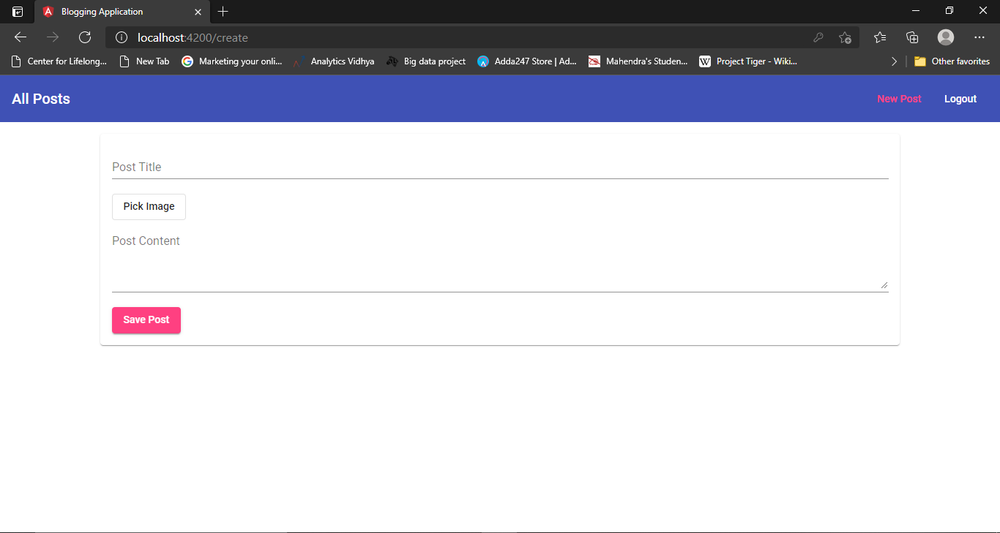 Blogging Application
localhost:4200/create
Center for Lifelong... New Tab Marketing your onli... Analytics Vidhya Big data project Adda247 Store | Ad... Mahendra's Studen... W Project Tiger - Wiki... Other favorites
All Posts New Post Logout
Post Title
Pick Image
Post Content
Save Post